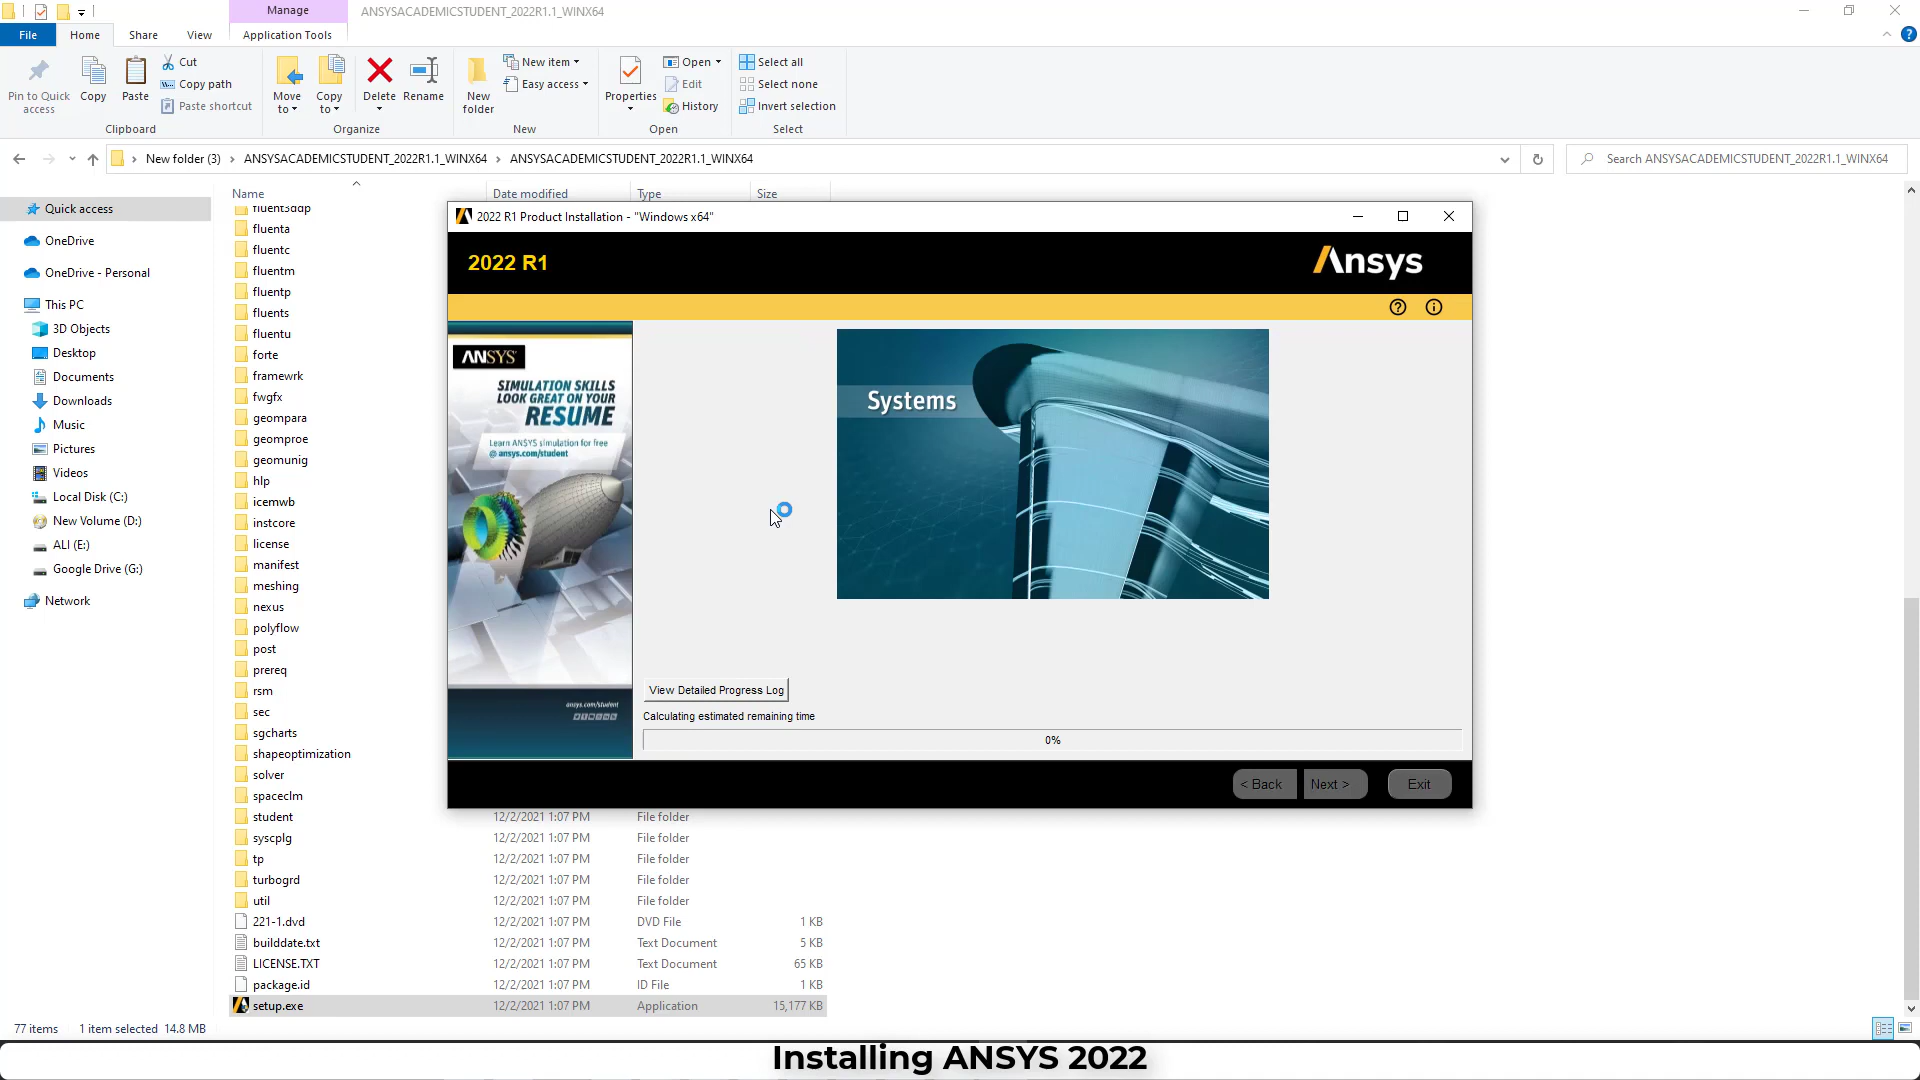 Manage
ANSYSACADEMICSTUDENT_2022R1.1_WINX64
File
Home
Share
View
Application Tools
Pin to Quick access
Copy
Paste
Cut
Copy path
Paste shortcut
Clipboard
Move to
Copy to
Delete
Rename
Organize
New folder
New item
Easy access
New
Properties
Open
Edit
History
Open
Select all
Select none
Invert selection
Select
New folder (3)
ANSYSACADEMICSTUDENT_2022R1.1_WINX64
ANSYSACADEMICSTUDENT_2022R1.1_WINX64
Search ANSYSACADEMICSTUDENT_2022R1.1_WINX64
Quick access
OneDrive
OneDrive - Personal
This PC
3D Objects
Desktop
Documents
Downloads
Music
Pictures
Videos
Local Disk (C:)
New Volume (D:)
ALI (E:)
Google Drive (G:)
Network
Name
Date modified
Type
Size
fluent3ddp
fluenta
fluentc
fluentm
fluentp
fluents
fluentu
forte
framewrk
fwgfx
geompara
geomproe
geomunig
hlp
icemwb
instcore
license
manifest
meshing
nexus
polyflow
post
prereq
rsm
sec
sgcharts
shapeoptimization
solver
spaceclm
student 12/2/2021 1:07 PM File folder
syscplg 12/2/2021 1:07 PM File folder
tp 12/2/2021 1:07 PM File folder
turbogrd 12/2/2021 1:07 PM File folder
util 12/2/2021 1:07 PM File folder
221-1.dvd 12/2/2021 1:07 PM DVD File 1 KB
builddate.txt 12/2/2021 1:07 PM Text Document 5 KB
LICENSE.TXT 12/2/2021 1:07 PM Text Document 65 KB
package.id 12/2/2021 1:07 PM ID File 1 KB
setup.exe 12/2/2021 1:07 PM Application 15,177 KB
2022 R1 Product Installation - "Windows x64"
2022 R1
Ansys
ANSYS
SIMULATION SKILLS
LOOK GREAT ON YOUR
RESUME
Learn ANSYS simulation for free
@ ansys.com/student
ansys.com/student
Systems
View Detailed Progress Log
Calculating estimated remaining time
0%
< Back
Next >
Exit
77 items
1 item selected 14.8 MB
Installing ANSYS 2022